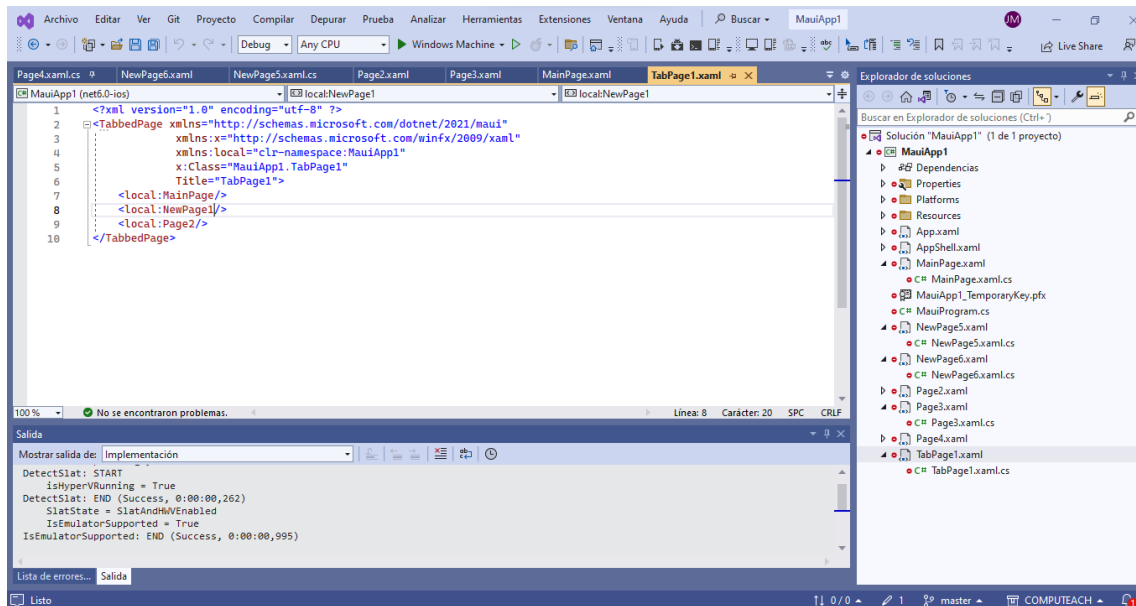 Archivo Editar Ver Git Proyecto Compilar Depurar Prueba Analizar Herramientas Extensiones Ventana Ayuda Buscar MauiApp1 JM
Debug Any CPU Windows Machine Live Share
Page4.xaml.cs NewPage6.xaml NewPage5.xaml.cs Page2.xaml Page3.xaml MainPage.xaml TabPage1.xaml
MauiApp1 (net6.0-ios) local:NewPage1 local:NewPage1
1 <?xml version="1.0" encoding="utf-8" ?>
2 <TabbedPage xmlns="http://schemas.microsoft.com/dotnet/2021/maui"
3 xmlns:x="http://schemas.microsoft.com/winfx/2009/xaml"
4 xmlns:local="clr-namespace:MauiApp1"
5 x:Class="MauiApp1.TabPage1"
6 Title="TabPage1">
7 <local:MainPage/>
8 <local:NewPage1/>
9 <local:Page2/>
10 </TabbedPage>
100 % No se encontraron problemas. Línea: 8 Carácter: 20 SPC CRLF
Salida
Mostrar salida de: Implementación
DetectSlat: START
isHyperVRunning = True
DetectSlat: END (Success, 0:00:00,262)
SlatState = SlatAndHWVEnabled
IsEmulatorSupported = True
IsEmulatorSupported: END (Success, 0:00:00,995)
Lista de errores... Salida
Explorador de soluciones
Buscar en Explorador de soluciones (Ctrl+´)
Solución "MauiApp1" (1 de 1 proyecto)
C# MauiApp1
Dependencias
Properties
Platforms
Resources
App.xaml
AppShell.xaml
MainPage.xaml
C# MainPage.xaml.cs
MauiApp1_TemporaryKey.pfx
C# MauiProgram.cs
NewPage5.xaml
C# NewPage5.xaml.cs
NewPage6.xaml
C# NewPage6.xaml.cs
Page2.xaml
Page3.xaml
C# Page3.xaml.cs
Page4.xaml
TabPage1.xaml
C# TabPage1.xaml.cs
Listo 0 / 0 1 master COMPUTEACH 1